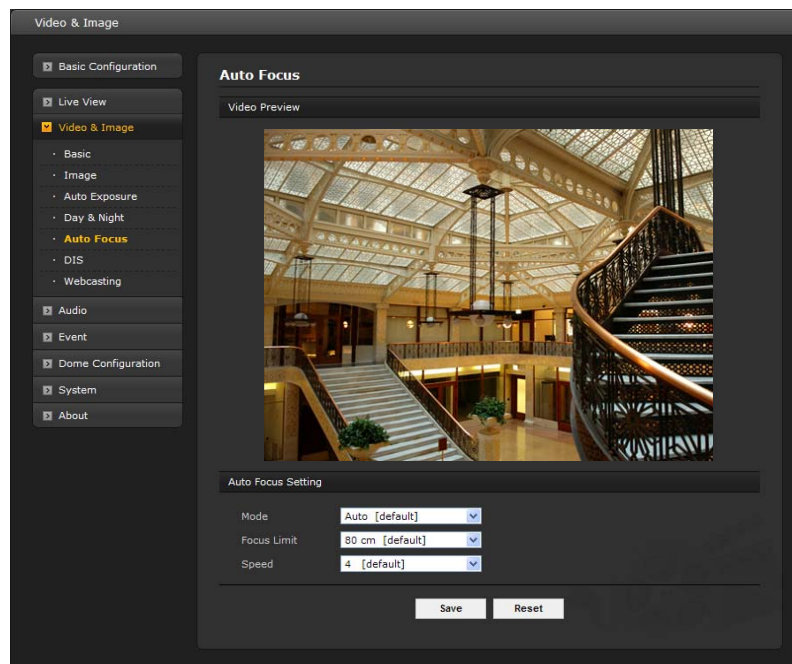 Video & Image
Basic Configuration
Live View
Video & Image
· Basic
· Image
· Auto Exposure
· Day & Night
· Auto Focus
· DIS
· Webcasting
Audio
Event
Dome Configuration
System
About
Auto Focus
Video Preview
Auto Focus Setting
Mode Auto [default]
Focus Limit 80 cm [default]
Speed 4 [default]
Save Reset